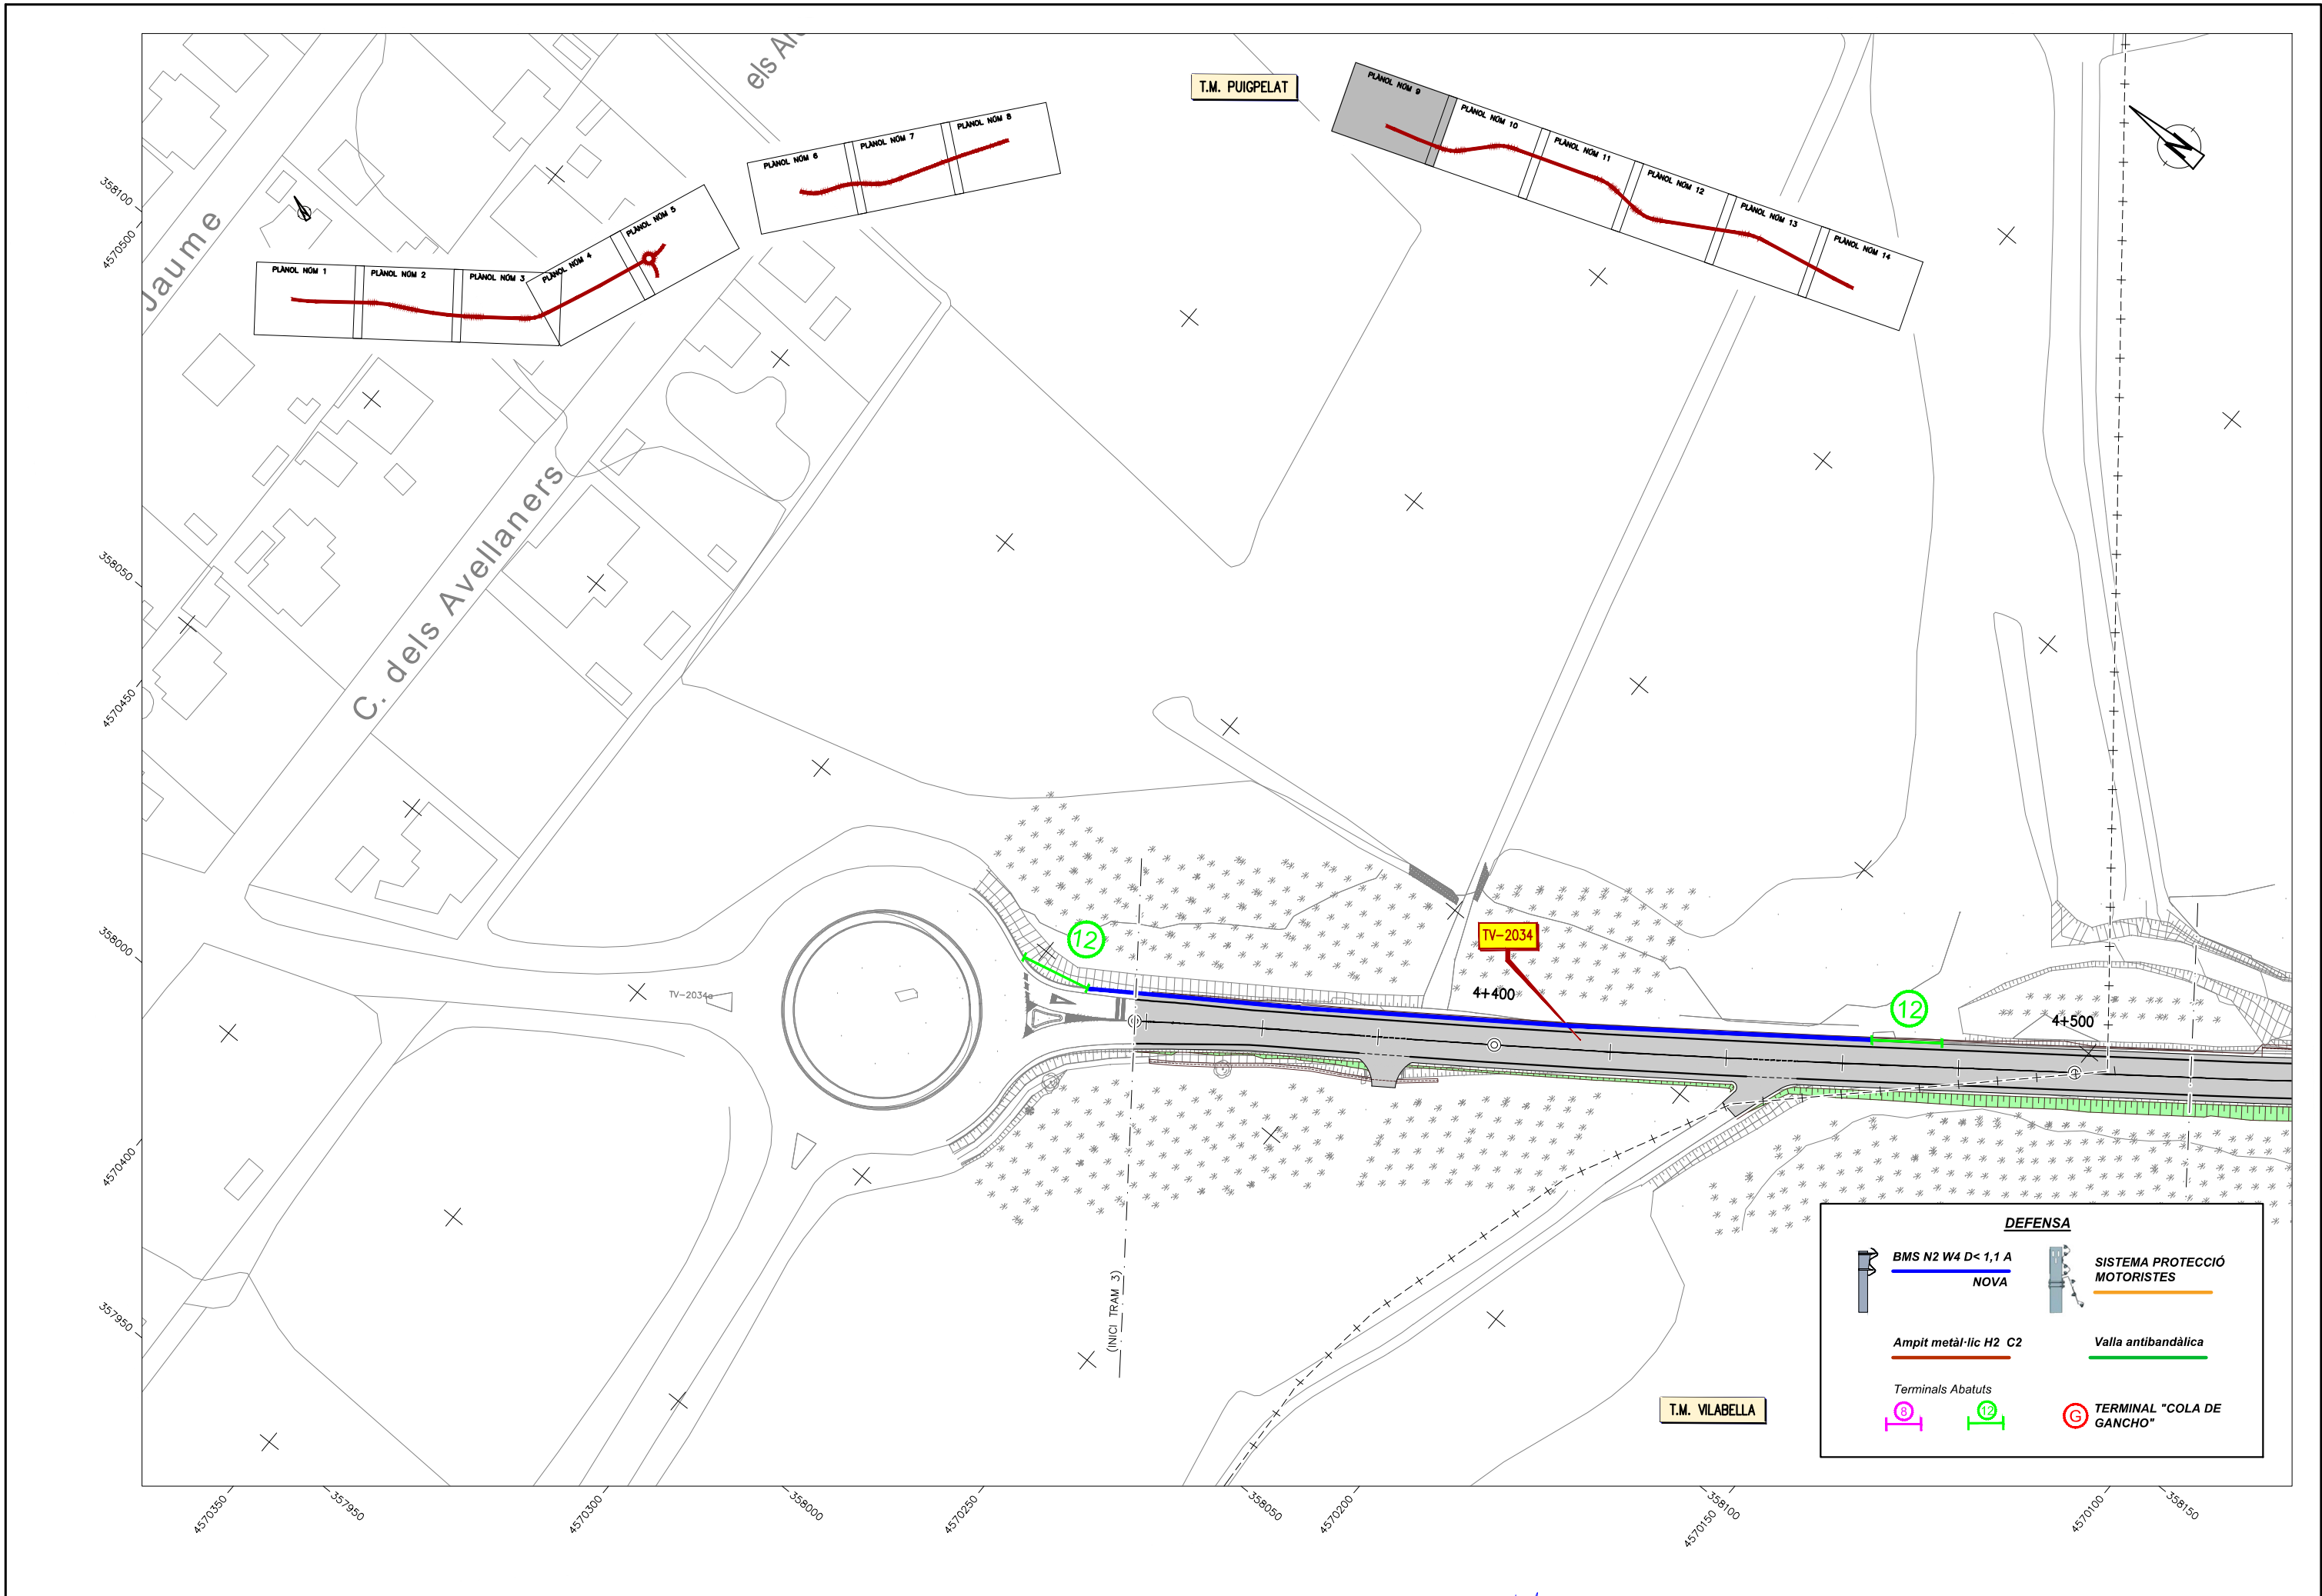 els
T.M. PUIGPELAT
PLÀNOL NÚM 9
PLÀNOL NÚM 10
PLÀNOL NÚM 11
PLÀNOL NÚM 12
PLÀNOL NÚM 13
PLÀNOL NÚM 14
PLÀNOL NÚM 6
PLÀNOL NÚM 7
PLÀNOL NÚM 8
N
358100
4570500
Jaume
PLÀNOL NÚM 1
PLÀNOL NÚM 2
PLÀNOL NÚM 3
PLÀNOL NÚM 4
PLÀNOL NÚM 5
C. dels Avellaners
358050
4570450
358000
12
TV-2034
4+400
12
4+500
TV-2034a
4570400
357950
(INICI TRAM 3)
T.M. VILABELLA
DEFENSA
BMS N2 W4 D< 1,1 A
NOVA
SISTEMA PROTECCIÓ
MOTORISTES
Ampit metàl·lic H2 C2
Valla antibandàlica
Terminals Abatuts
8
12
G
TERMINAL "COLA DE
GANCHO"
4570350
357950
4570300
358000
4570250
358050
4570200
4570150
358100
4570100
358150